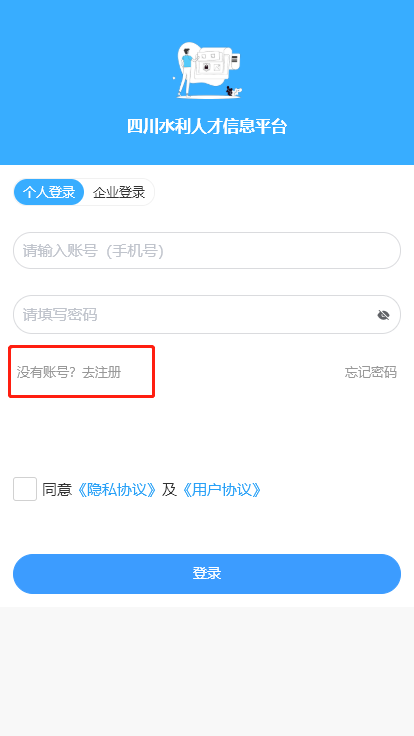 四川水利人才信息平台
个人登录 企业登录
请输入账号（手机号）
请填写密码
没有账号？去注册 忘记密码
同意《隐私协议》及《用户协议》
登录